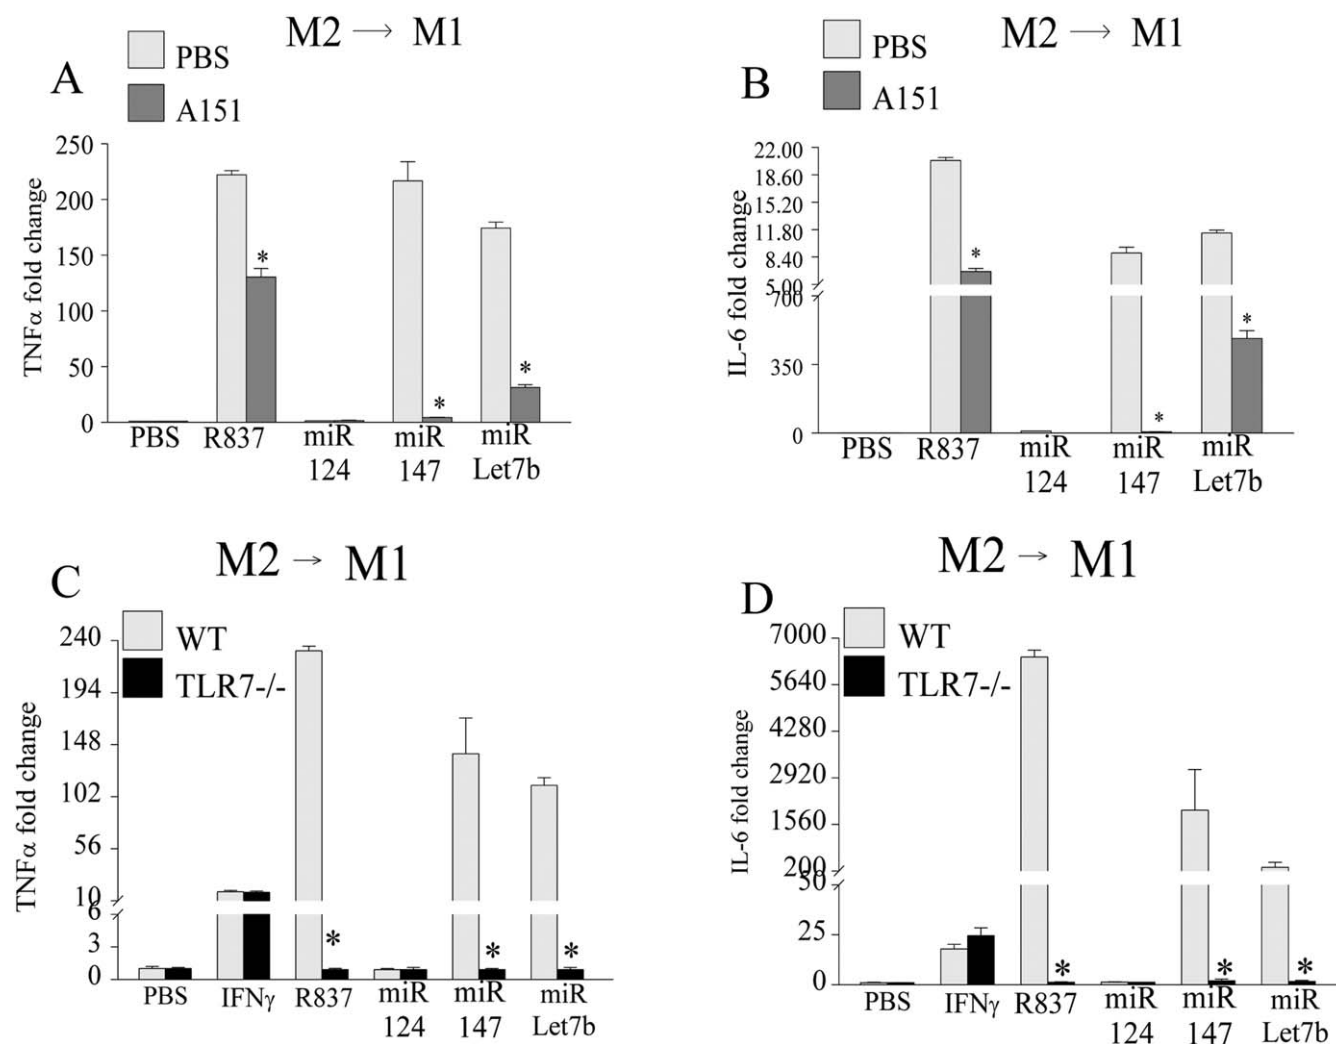 M2 → M1
PBS
A151
A
TNFα fold change
250
200
150
100
50
0
*
*
*
PBS
R837
miR
124
miR
147
miR
Let7b
M2 → M1
PBS
A151
B
IL-6 fold change
22.00
18.60
15.20
11.80
8.40
5.00
700
350
0
*
*
*
PBS
R837
miR
124
miR
147
miR
Let7b
M2 → M1
C
WT
TLR7-/-
TNFα fold change
240
194
148
102
56
10
6
3
0
*
*
*
PBS
IFNγ
R837
miR
124
miR
147
miR
Let7b
M2 → M1
D
WT
TLR7-/-
IL-6 fold change
7000
5640
4280
2920
1560
200
50
25
0
*
*
*
PBS
IFNγ
R837
miR
124
miR
147
miR
Let7b